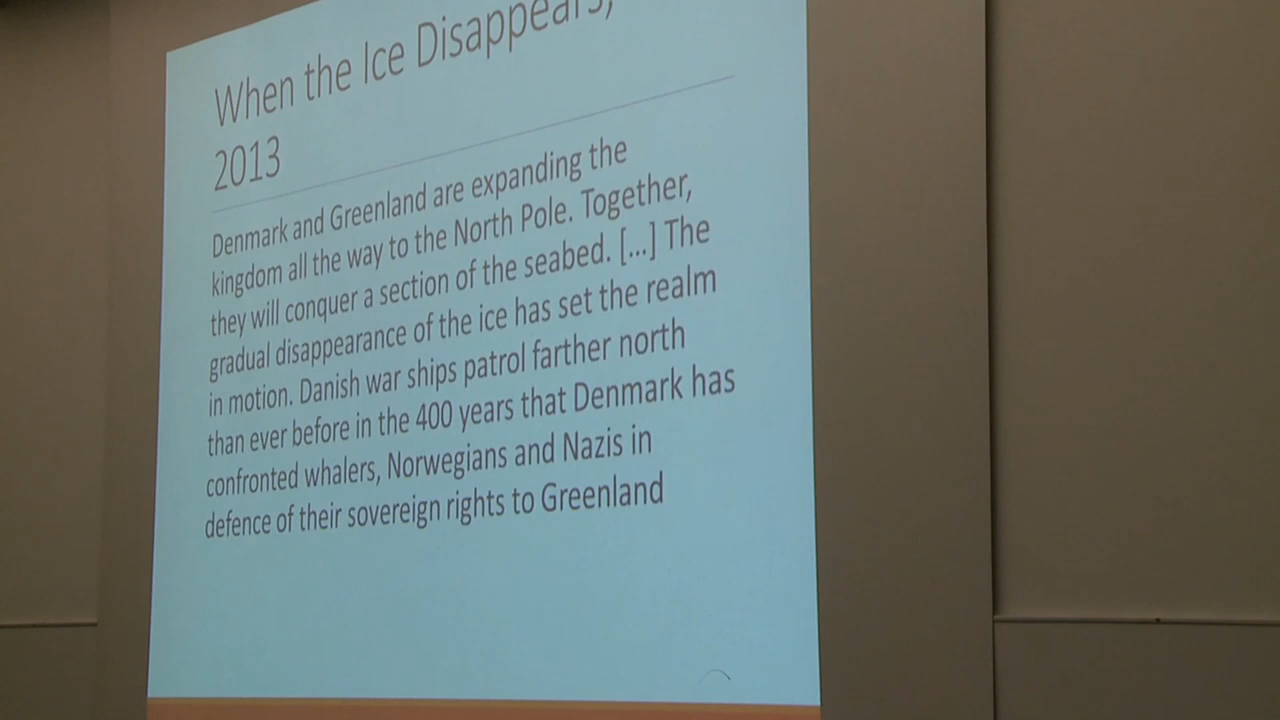 When the Ice Disappears,
2013
Denmark and Greenland are expanding the
kingdom all the way to the North Pole. Together,
they will conquer a section of the seabed. [...] The
gradual disappearance of the ice has set the realm
in motion. Danish war ships patrol farther north
than ever before in the 400 years that Denmark has
confronted whalers, Norwegians and Nazis in
defence of their sovereign rights to Greenland